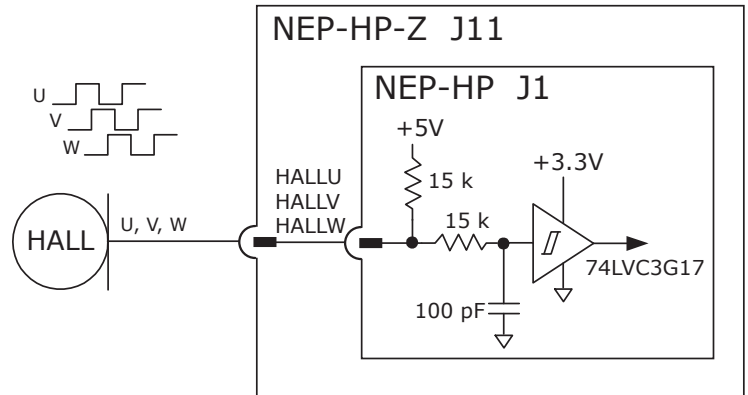 NEP-HP-Z J11
NEP-HP J1
U
V
W
+5V
+3.3V
HALLU
HALLV
HALLW
15 k
15 k
HALL
U, V, W
74LVC3G17
100 pF